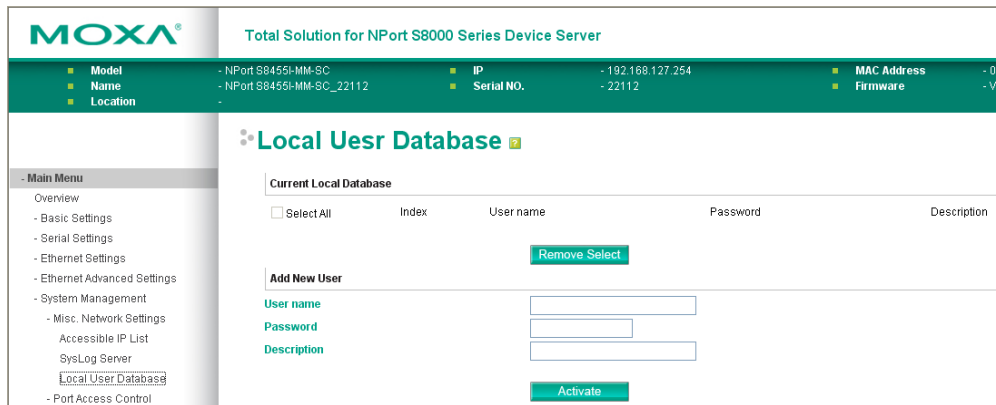 MOXA®
Total Solution for NPort S8000 Series Device Server
Model - NPort S8455I-MM-SC IP - 192.168.127.254 MAC Address - 0
Name - NPort S8455I-MM-SC_22112 Serial NO. - 22112 Firmware - V
Location -
Local Uesr Database ?
- Main Menu
Overview
- Basic Settings
- Serial Settings
- Ethernet Settings
- Ethernet Advanced Settings
- System Management
- Misc. Network Settings
Accessible IP List
SysLog Server
Local User Database
- Port Access Control
Current Local Database
Select All Index User name Password Description
Remove Select
Add New User
User name
Password
Description
Activate